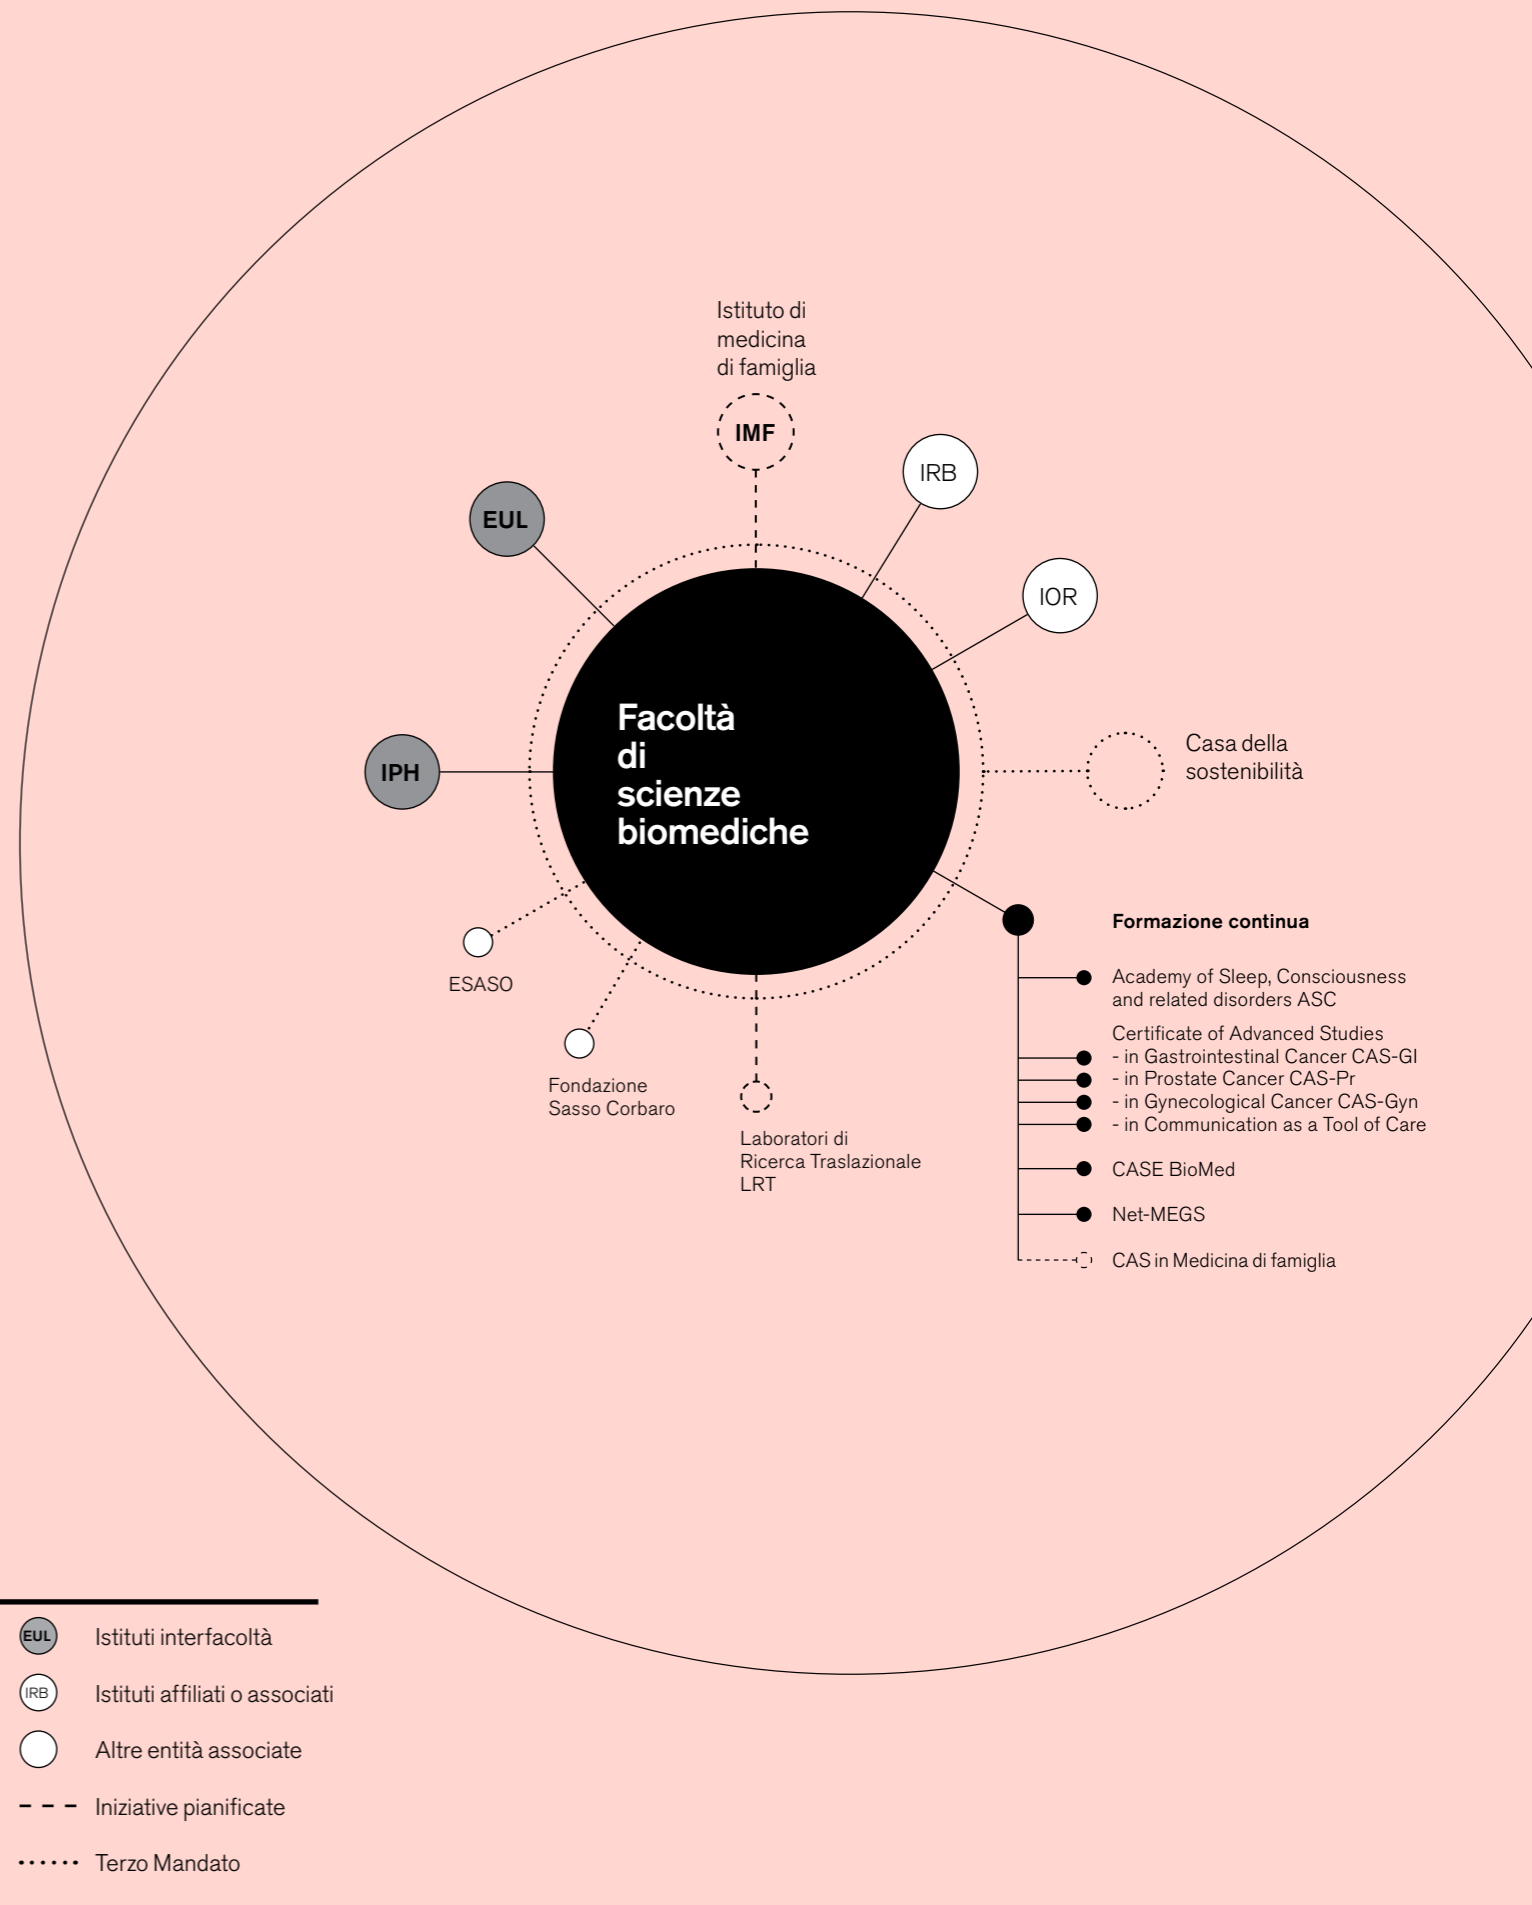 Istituto di
medicina
di famiglia
IMF
IRB
EUL
IOR
Facoltà
di
scienze
biomediche
IPH
Casa della
sostenibilità
ESASO
Fondazione
Sasso Corbaro
Laboratori di
Ricerca Traslazionale
LRT
Formazione continua
Academy of Sleep, Consciousness
and related disorders ASC
Certificate of Advanced Studies
- in Gastrointestinal Cancer CAS-GI
- in Prostate Cancer CAS-Pr
- in Gynecological Cancer CAS-Gyn
- in Communication as a Tool of Care
CASE BioMed
Net-MEGS
CAS in Medicina di famiglia
EUL Istituti interfacoltà
IRB Istituti affiliati o associati
Altre entità associate
Iniziative pianificate
Terzo Mandato